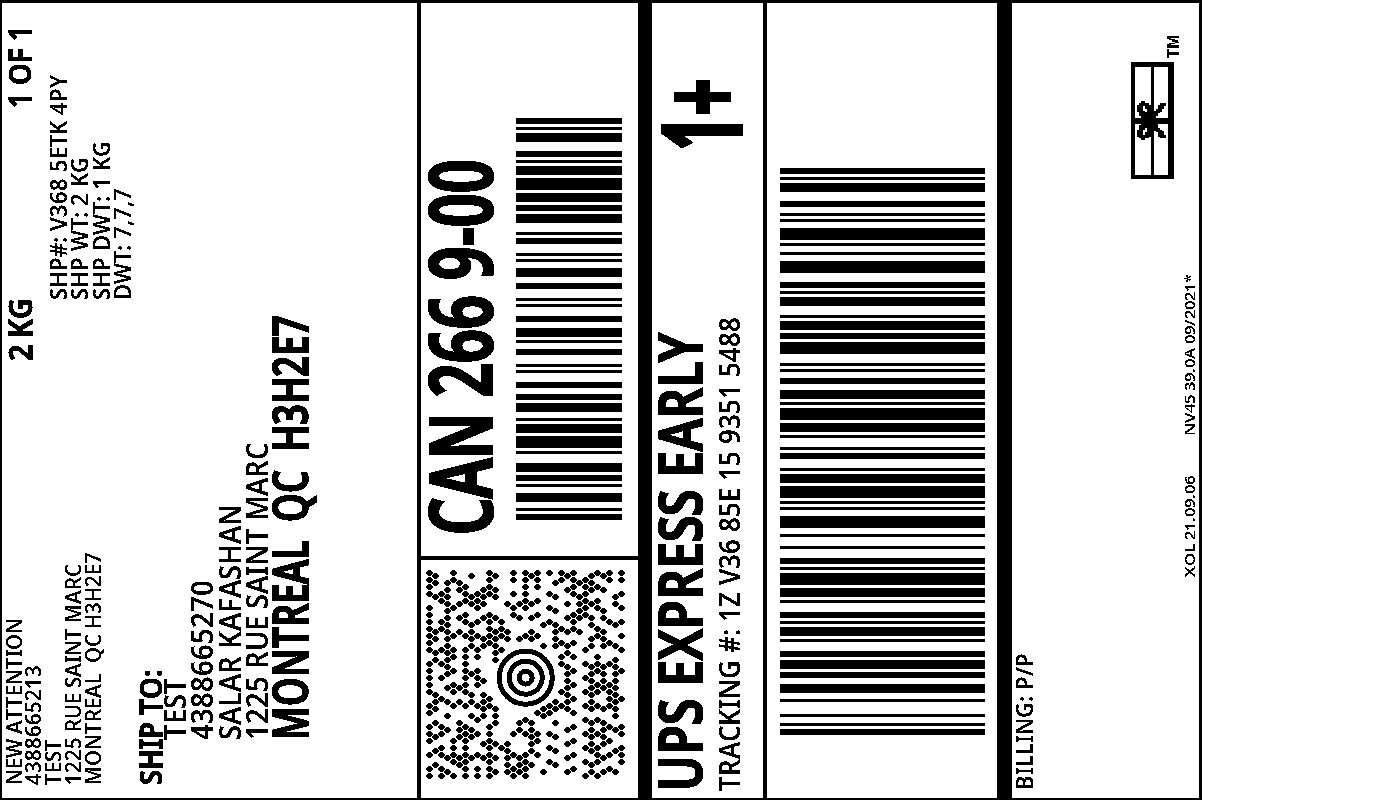 NEW ATTENTION
4388665213
TEST
1225 RUE SAINT MARC
MONTREAL QC H3H2E7
2 KG
1 OF 1
SHP#: V368 5ETK 4PY
SHP WT: 2 KG
SHP DWT: 1 KG
DWT: 7,7,7
SHIP TO:
TEST
4388665270
SALAR KAFASHAN
1225 RUE SAINT MARC
MONTREAL QC H3H2E7
CAN 266 9-00
UPS EXPRESS EARLY
1+
TRACKING #: 1Z V36 85E 15 9351 5488
BILLING: P/P
TM
XOL 21.09.06 NV45 39.0A 09/2021*